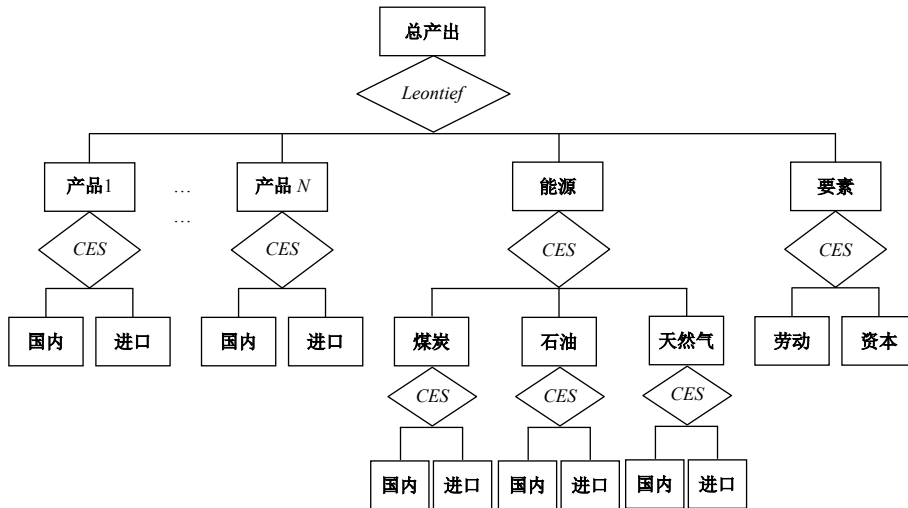 总产出
Leontief
产品1 … 产品 N 能源 要素
…
CES CES CES CES
国内 进口 国内 进口 煤炭 石油 天然气 劳动 资本
CES CES CES
国内 进口 国内 进口 国内 进口